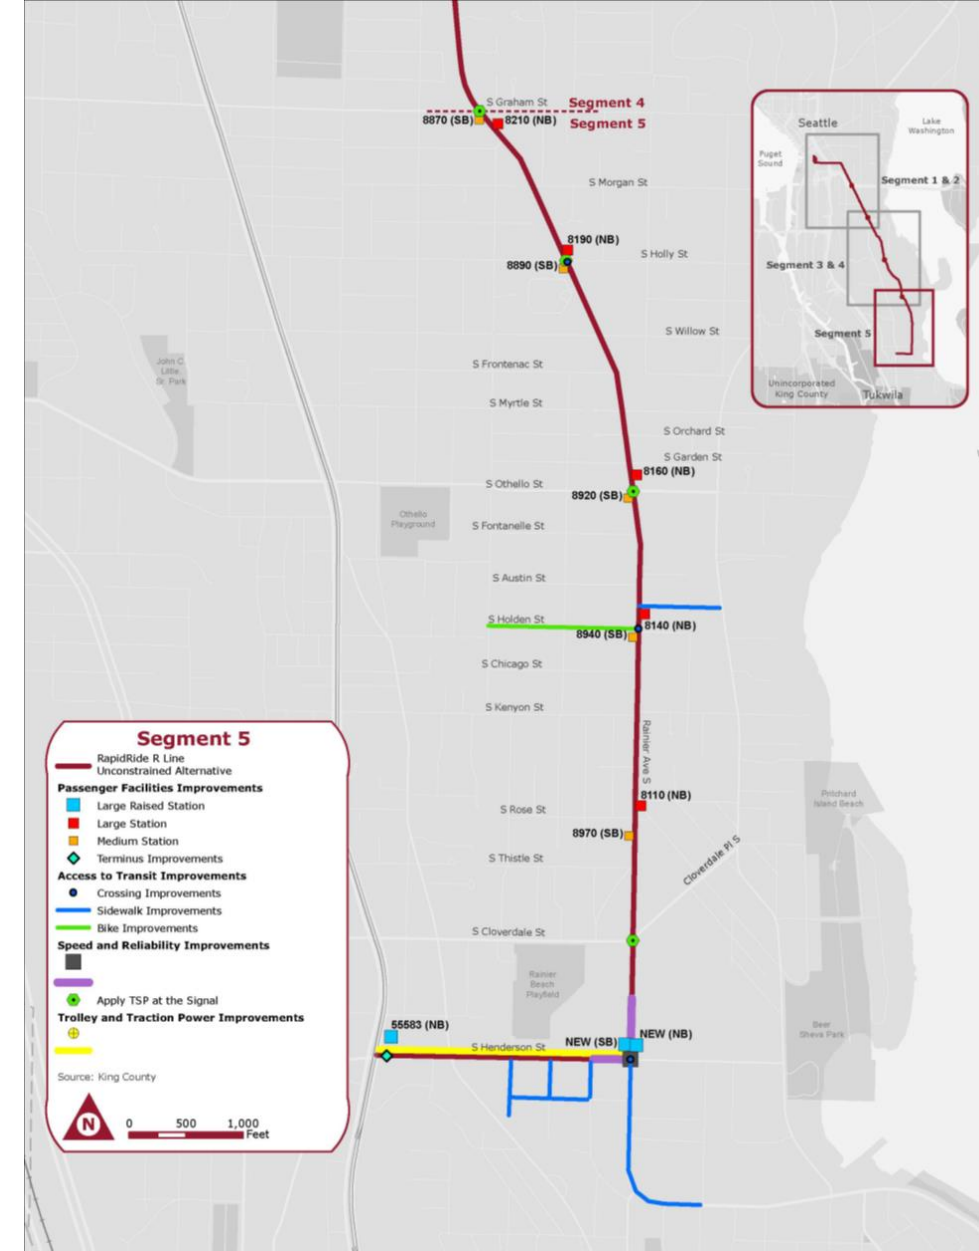 S Graham St
Segment 4
8870 (SB)
8210 (NB)
Segment 5
S Morgan St
8190 (NB)
S Holly St
8890 (SB)
S Willow St
S Frontenac St
John C.
Little
Sr. Park
S Myrtle St
S Orchard St
S Garden St
8160 (NB)
S Othello St
8920 (SB)
Othello
Playground
S Fontanelle St
S Austin St
S Holden St
8140 (NB)
8940 (SB)
S Chicago St
S Kenyon St
Rainier Ave S
8110 (NB)
S Rose St
8970 (SB)
Pritchard
Island Beach
S Thistle St
Cloverdale Pl S
S Cloverdale St
Rainier
Beach
Playfield
Beer
Sheva Park
55583 (NB)
S Henderson St
NEW (SB)
NEW (NB)
Seattle
Lake
Washington
Puget
Sound
Segment 1 & 2
Segment 3 & 4
Segment 5
Unincorporated
King County
Tukwila
Segment 5
RapidRide R Line
Unconstrained Alternative
Passenger Facilities Improvements
Large Raised Station
Large Station
Medium Station
Terminus Improvements
Access to Transit Improvements
Crossing Improvements
Sidewalk Improvements
Bike Improvements
Speed and Reliability Improvements
Apply TSP at the Signal
Trolley and Traction Power Improvements
Source: King County
N
0 500 1,000
Feet